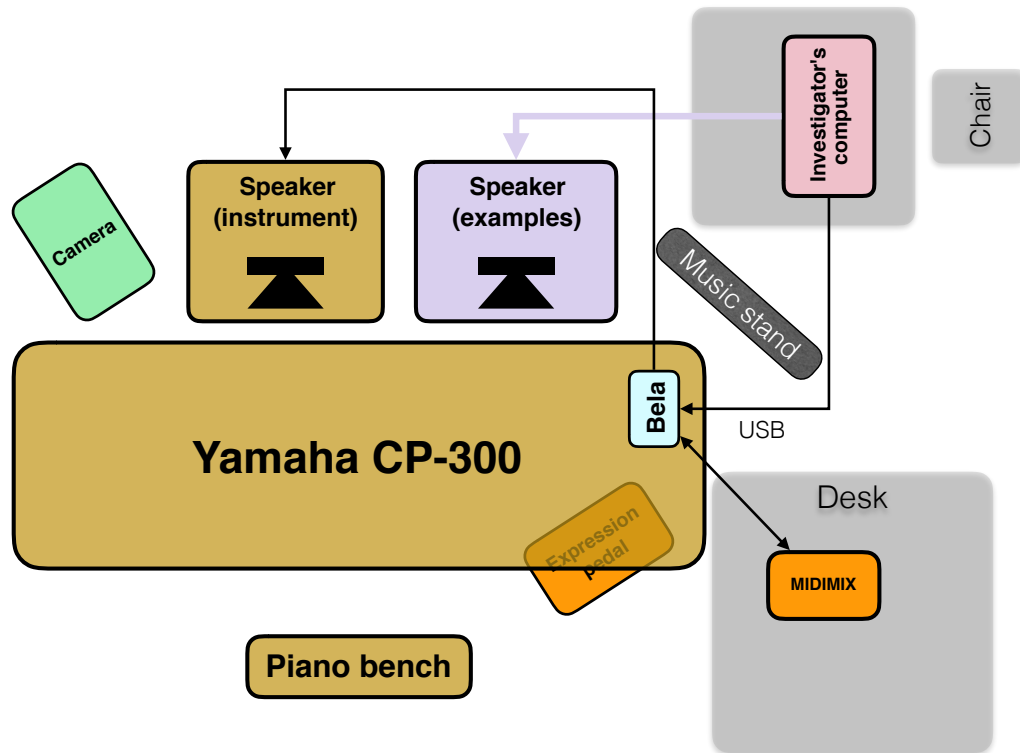 Investigator's
computer
Chair
Speaker
(instrument)
Speaker
(examples)
Camera
Music stand
Bela
USB
Yamaha CP-300
Desk
Expression
pedal
MIDIMIX
Piano bench